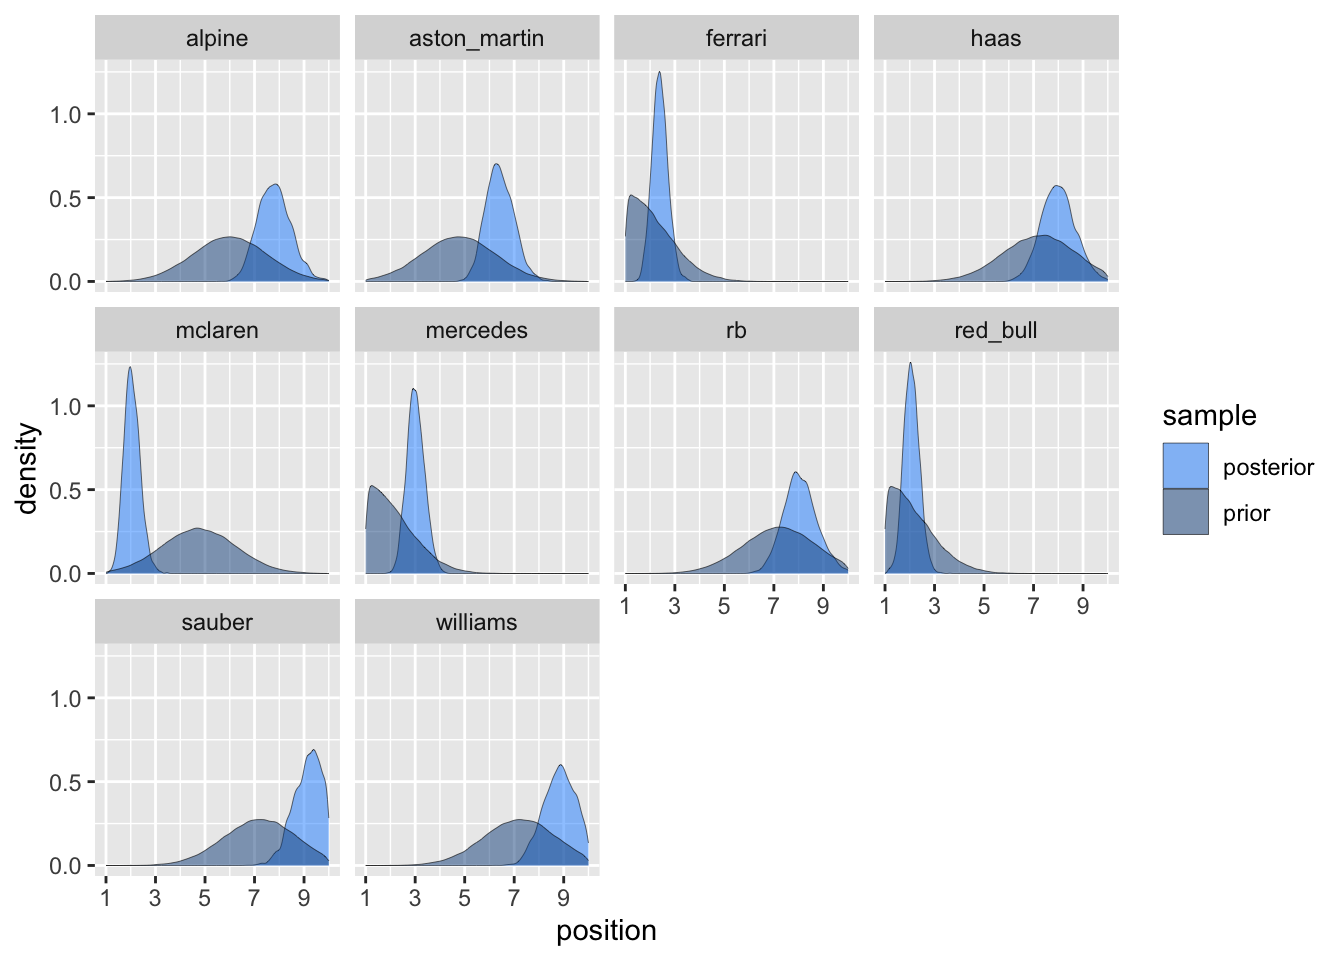 alpine
aston_martin
ferrari
haas
1.0
0.5
0.0
mclaren
mercedes
rb
red_bull
1.0
0.5
0.0
1 3 5 7 9
1 3 5 7 9
sauber
williams
1.0
0.5
0.0
1 3 5 7 9
1 3 5 7 9
position
density
sample
posterior
prior